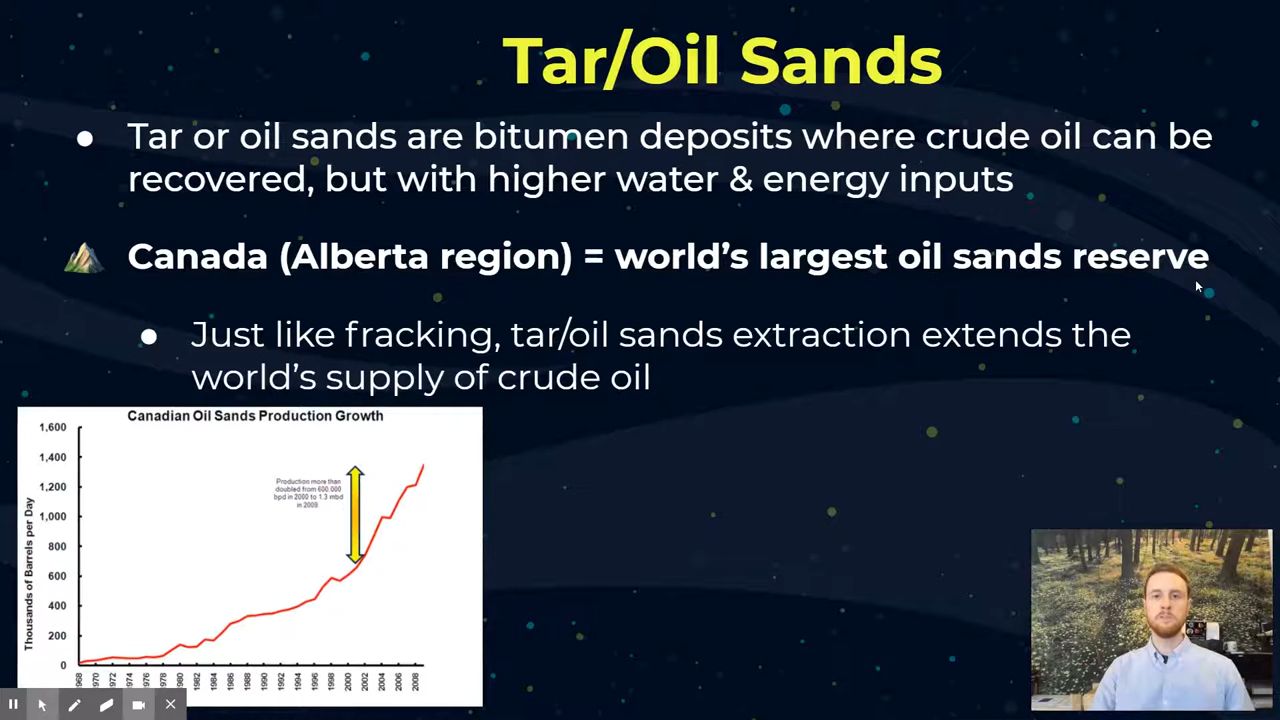 Tar/Oil Sands
● Tar or oil sands are bitumen deposits where crude oil can be
recovered, but with higher water & energy inputs
Canada (Alberta region) = world's largest oil sands reserve
● Just like fracking, tar/oil sands extraction extends the
world's supply of crude oil
Canadian Oil Sands Production Growth
Thousands of Barrels per Day
1,600
1,400
1,200
1,000
800
600
400
200
0
Production more than
doubled from 600,000
bpd in 2000 to 1.3 mbd
in 2009.
1968 1970 1972 1974 1976 1978 1980 1982 1984 1986 1988 1990 1992 1994 1996 1998 2000 2002 2004 2006 2008